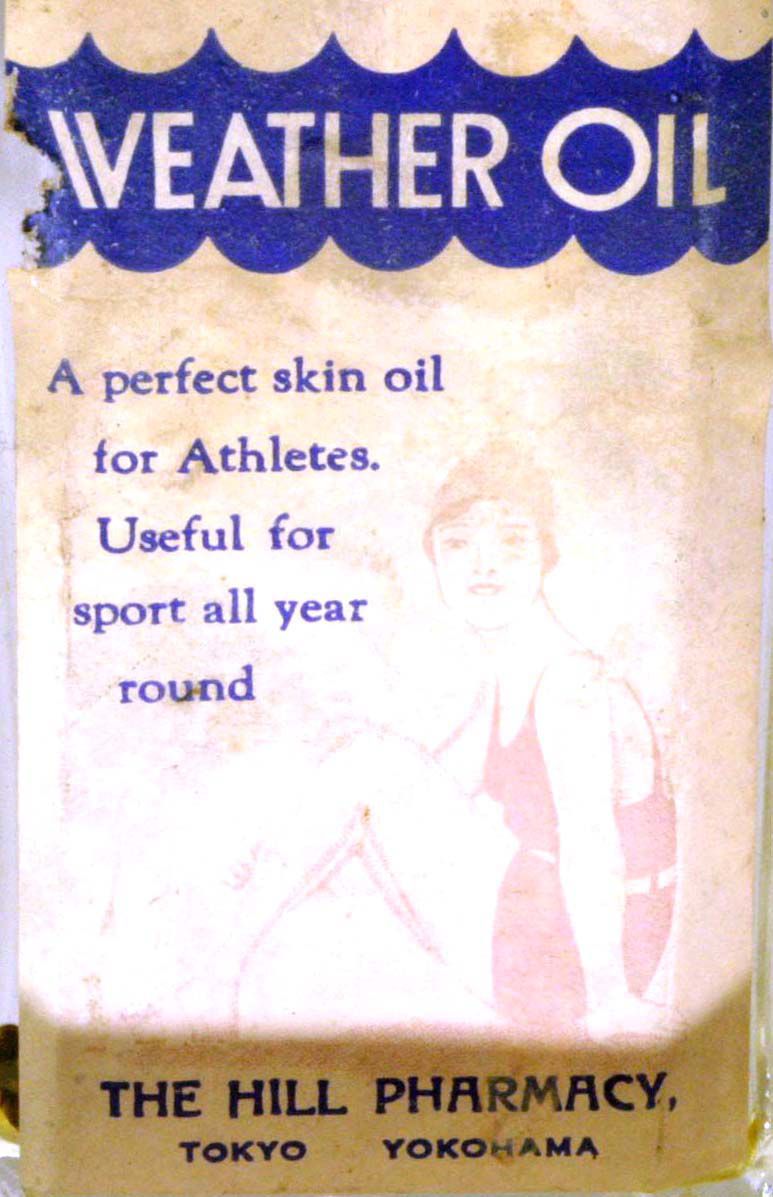 WEATHER OIL
A perfect skin oil
for Athletes.
Useful for
sport all year
round
THE HILL PHARMACY,
TOKYO YOKOHAMA